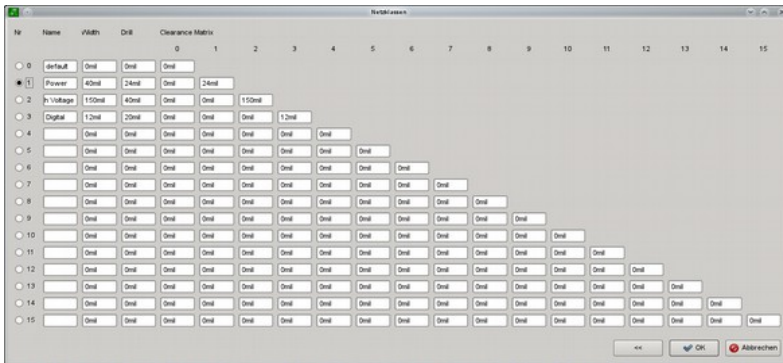 Netzklassen
Nr Name Width Drill Clearance Matrix
0 1 2 3 4 5 6 7 8 9 10 11 12 13 14 15
0 default 0mil 0mil 0mil
1 Power 40mil 24mil 0mil 24mil
2 h Voltage 150mil 40mil 0mil 0mil 150mil
3 Digital 12mil 20mil 0mil 0mil 0mil 12mil
4 0mil 0mil 0mil 0mil 0mil 0mil 0mil
5 0mil 0mil 0mil 0mil 0mil 0mil 0mil 0mil
6 0mil 0mil 0mil 0mil 0mil 0mil 0mil 0mil 0mil
7 0mil 0mil 0mil 0mil 0mil 0mil 0mil 0mil 0mil 0mil
8 0mil 0mil 0mil 0mil 0mil 0mil 0mil 0mil 0mil 0mil 0mil
9 0mil 0mil 0mil 0mil 0mil 0mil 0mil 0mil 0mil 0mil 0mil 0mil
10 0mil 0mil 0mil 0mil 0mil 0mil 0mil 0mil 0mil 0mil 0mil 0mil 0mil
11 0mil 0mil 0mil 0mil 0mil 0mil 0mil 0mil 0mil 0mil 0mil 0mil 0mil 0mil
12 0mil 0mil 0mil 0mil 0mil 0mil 0mil 0mil 0mil 0mil 0mil 0mil 0mil 0mil 0mil
13 0mil 0mil 0mil 0mil 0mil 0mil 0mil 0mil 0mil 0mil 0mil 0mil 0mil 0mil 0mil 0mil
14 0mil 0mil 0mil 0mil 0mil 0mil 0mil 0mil 0mil 0mil 0mil 0mil 0mil 0mil 0mil 0mil 0mil
15 0mil 0mil 0mil 0mil 0mil 0mil 0mil 0mil 0mil 0mil 0mil 0mil 0mil 0mil 0mil 0mil 0mil 0mil
<< OK Abbrechen